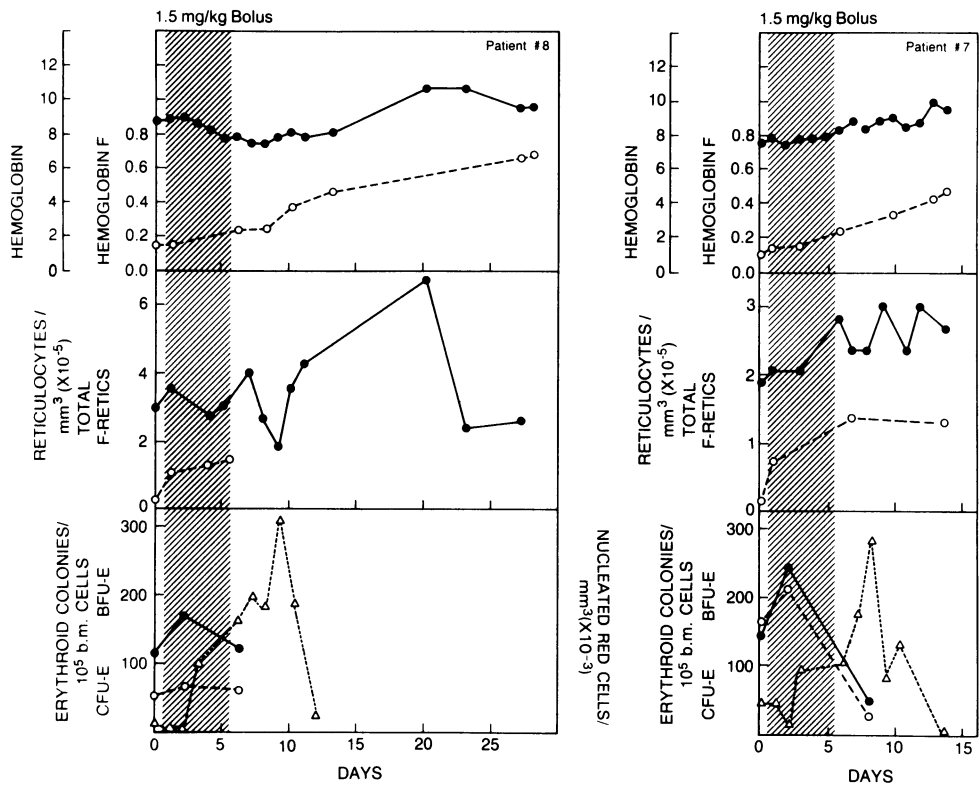 1.5 mg/kg Bolus
Patient #8
HEMOGLOBIN
12
10
8
6
4
2
0
HEMOGLOBIN F
0.8
0.6
0.4
0.2
0.0
RETICULOCYTES /
mm³ (X10⁻⁵)
TOTAL
F-RETICS
6
4
2
0
ERYTHROID COLONIES/
10⁵ b.m. CELLS
CFU-E BFU-E
300
200
100
0
5
10
15
20
25
DAYS
NUCLEATED RED CELLS/
mm³(X10⁻³)
1.5 mg/kg Bolus
Patient #7
HEMOGLOBIN
12
10
8
6
4
2
0
HEMOGLOBIN F
0.8
0.6
0.4
0.2
0.0
RETICULOCYTES /
mm³ (X10⁻⁵)
TOTAL
F-RETICS
3
2
1
0
ERYTHROID COLONIES/
10⁵ b.m. CELLS
CFU-E BFU-E
300
200
100
0
5
10
15
DAYS